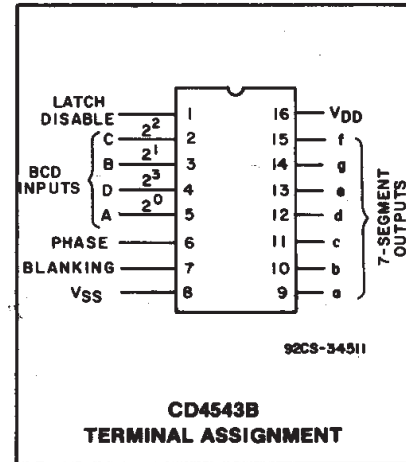 LATCH
DISABLE 1 16 VDD
C 2² 2 15 f
B 2¹ 3 14 g
BCD
INPUTS
D 2³ 4 13 e
A 2⁰ 5 12 d
PHASE 6 11 c
BLANKING 7 10 b
VSS 8 9 a
7-SEGMENT
OUTPUTS
92CS-34511
CD4543B
TERMINAL ASSIGNMENT